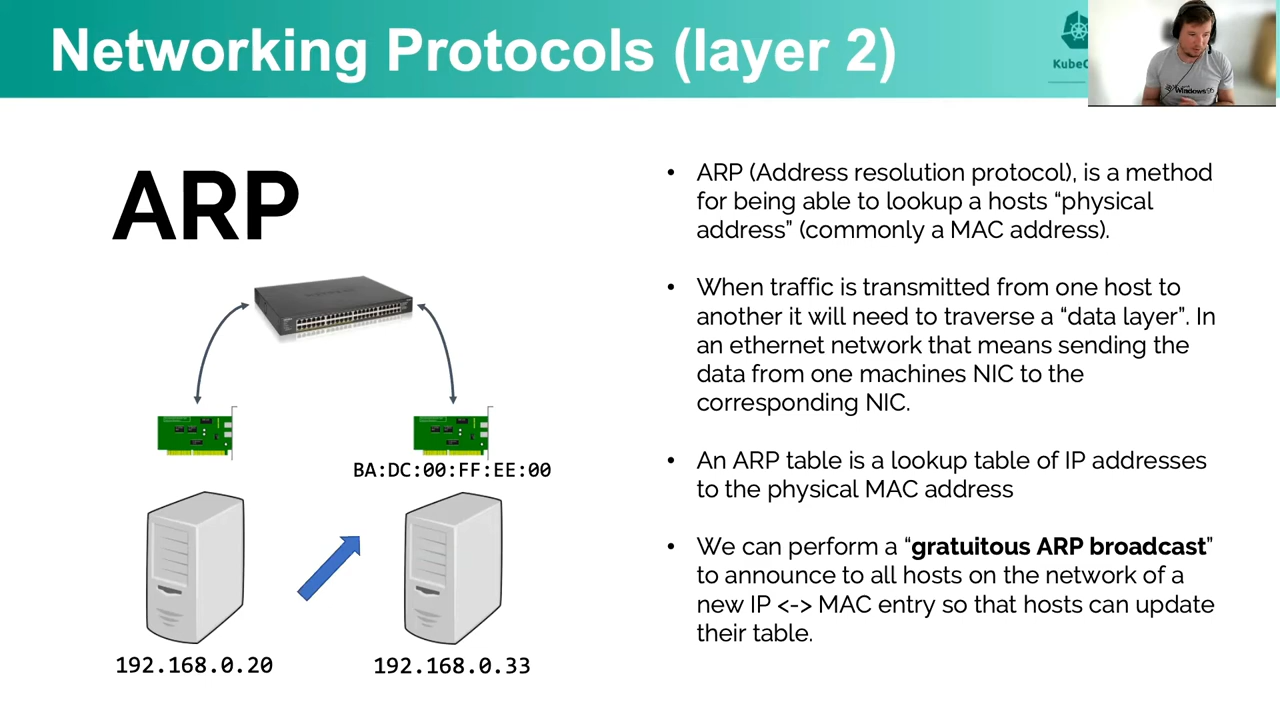 Networking Protocols (layer 2)
ARP
BA:DC:00:FF:EE:00
192.168.0.20
192.168.0.33
• ARP (Address resolution protocol), is a method
for being able to lookup a hosts “physical
address” (commonly a MAC address).
• When traffic is transmitted from one host to
another it will need to traverse a “data layer”. In
an ethernet network that means sending the
data from one machines NIC to the
corresponding NIC.
• An ARP table is a lookup table of IP addresses
to the physical MAC address
• We can perform a “gratuitous ARP broadcast”
to announce to all hosts on the network of a
new IP <-> MAC entry so that hosts can update
their table.